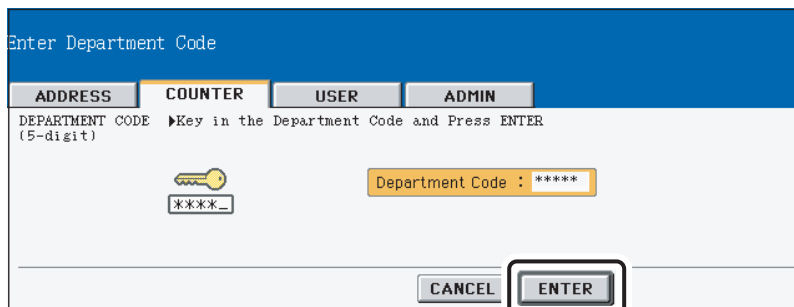 Enter Department Code
ADDRESS COUNTER USER ADMIN
DEPARTMENT CODE ▶Key in the Department Code and Press ENTER
(5-digit)
Department Code : *****
****_
CANCEL ENTER